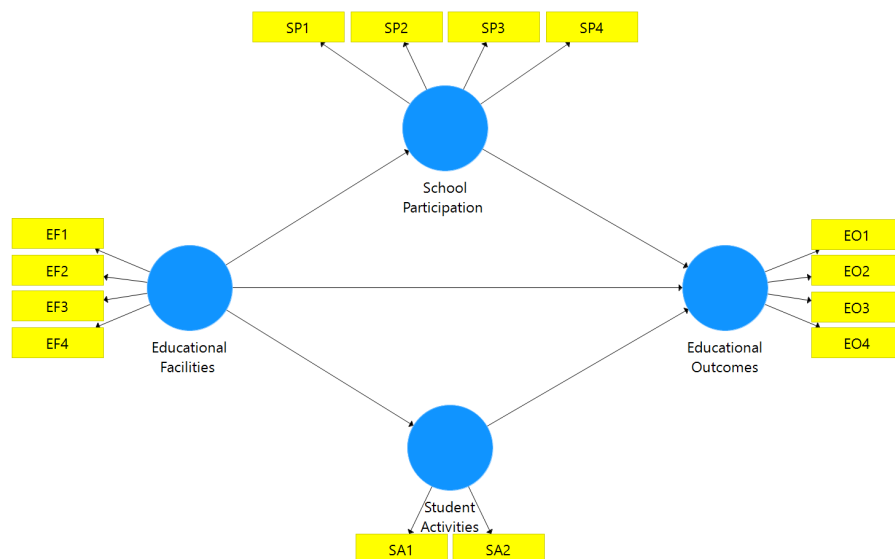 SP1
SP2
SP3
SP4
School
Participation
EF1
EF2
EF3
EF4
Educational
Facilities
EO1
EO2
EO3
EO4
Educational
Outcomes
Student
Activities
SA1
SA2